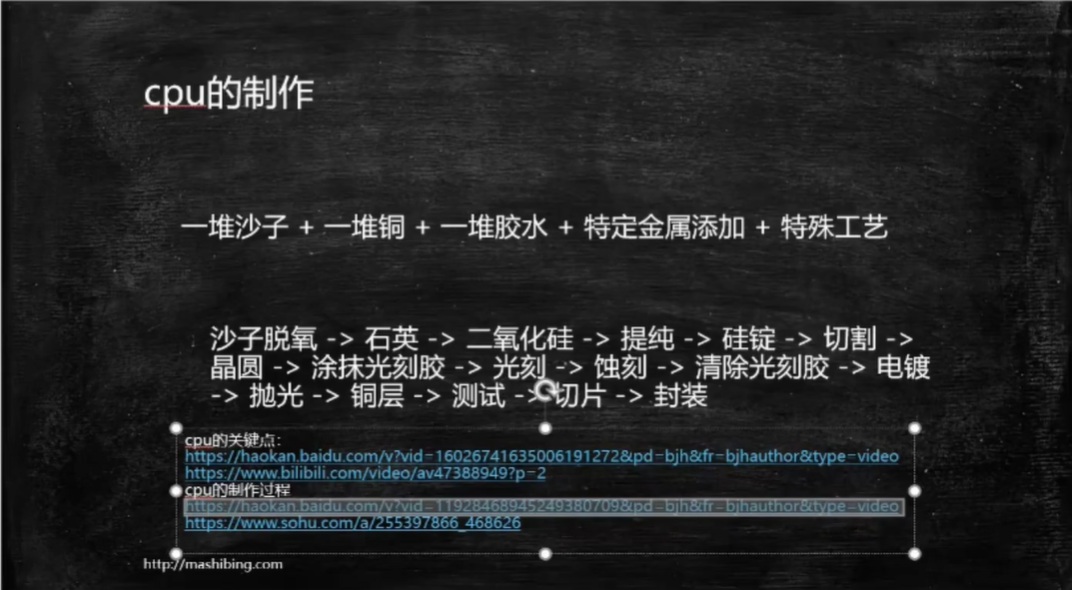 cpu的制作
一堆沙子 + 一堆铜 + 一堆胶水 + 特定金属添加 + 特殊工艺
沙子脱氧 -> 石英 -> 二氧化硅 -> 提纯 -> 硅锭 -> 切割 ->
晶圆 -> 涂抹光刻胶 -> 光刻 -> 蚀刻 -> 清除光刻胶 -> 电镀
-> 抛光 -> 铜层 -> 测试 -> 切片 -> 封装
cpu的关键点：
https://haokan.baidu.com/v?vid=16026741635006191272&pd=bjh&fr=bjhauthor&type=video
https://www.bilibili.com/video/av47388949?p=2
cpu的制作过程
https://haokan.baidu.com/v?vid=11928468945249380709&pd=bjh&fr=bjhauthor&type=video
https://www.sohu.com/a/255397866_468626
http://mashibing.com